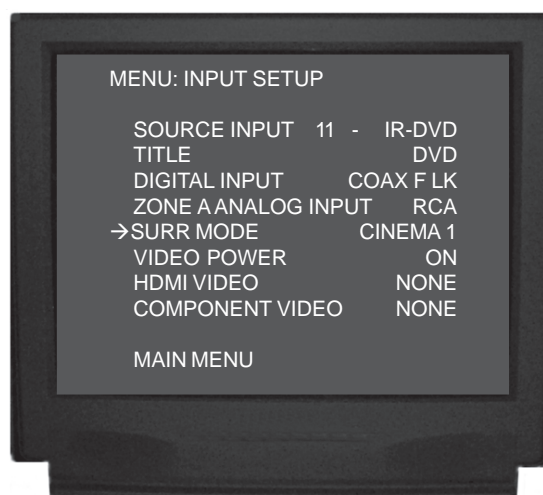 MENU: INPUT SETUP
SOURCE INPUT 11 - IR-DVD
TITLE DVD
DIGITAL INPUT COAX F LK
ZONE A ANALOG INPUT RCA
→SURR MODE CINEMA 1
VIDEO POWER ON
HDMI VIDEO NONE
COMPONENT VIDEO NONE
MAIN MENU